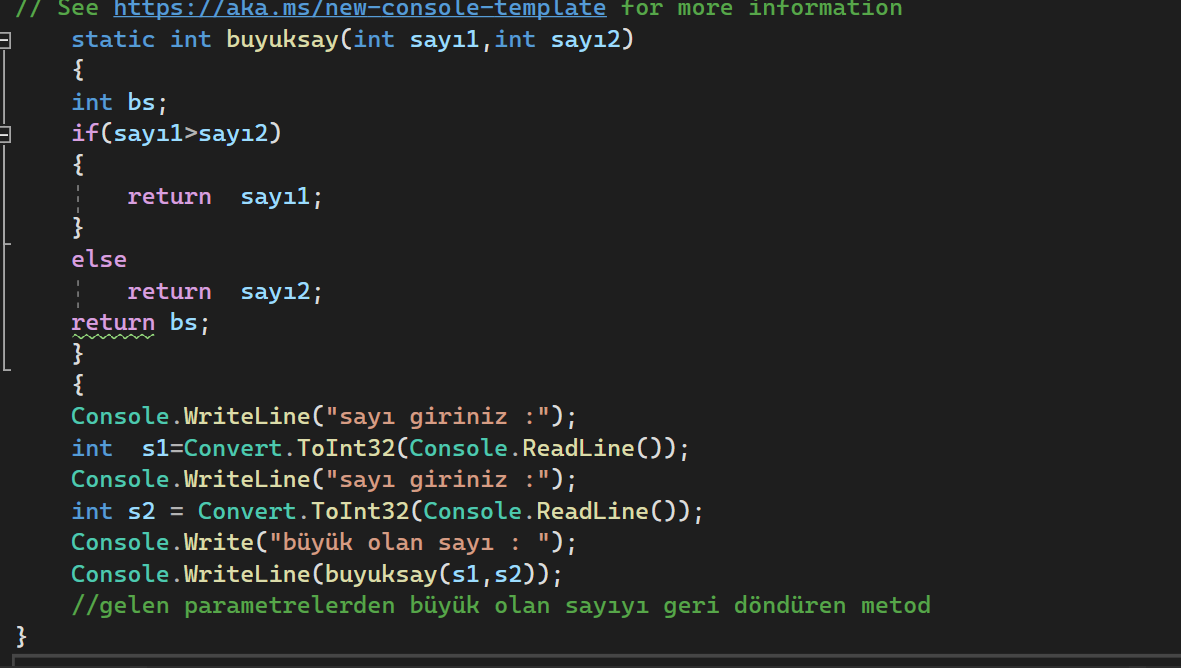 // See https://aka.ms/new-console-template for more information
static int buyuksay(int sayı1,int sayı2)
{
int bs;
if(sayı1>sayı2)
{
return  sayı1;
}
else
return  sayı2;
return bs;
}
{
Console.WriteLine("sayı giriniz :");
int  s1=Convert.ToInt32(Console.ReadLine());
Console.WriteLine("sayı giriniz :");
int s2 = Convert.ToInt32(Console.ReadLine());
Console.Write("büyük olan sayı : ");
Console.WriteLine(buyuksay(s1,s2));
//gelen parametrelerden büyük olan sayıyı geri döndüren metod
}